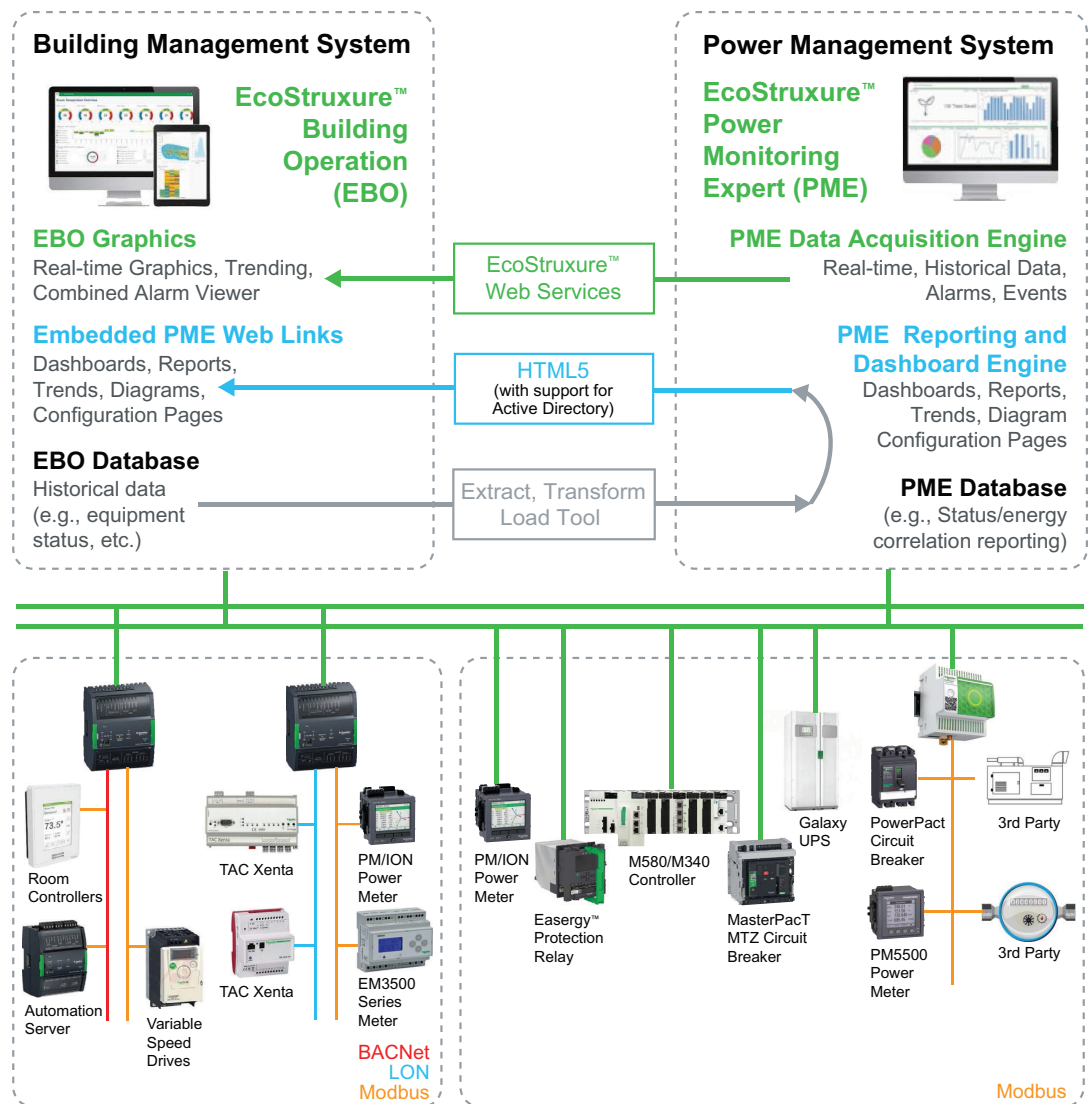 Building Management System
EcoStruxure™
Building
Operation
(EBO)
EBO Graphics
Real-time Graphics, Trending,
Combined Alarm Viewer
Embedded PME Web Links
Dashboards, Reports,
Trends, Diagrams,
Configuration Pages
EBO Database
Historical data
(e.g., equipment
status, etc.)
EcoStruxure™
Web Services
HTML5
(with support for
Active Directory)
Extract, Transform
Load Tool
Power Management System
EcoStruxure™
Power
Monitoring
Expert (PME)
PME Data Acquisition Engine
Real-time, Historical Data,
Alarms, Events
PME Reporting and
Dashboard Engine
Dashboards, Reports,
Trends, Diagram
Configuration Pages
PME Database
(e.g., Status/energy
correlation reporting)
73.5°
Room
Controllers
Automation
Server
Variable
Speed
Drives
TAC Xenta
TAC Xenta
PM/ION
Power
Meter
EM3500
Series
Meter
BACNet
LON
Modbus
PM/ION
Power
Meter
Easergy™
Protection
Relay
M580/M340
Controller
MasterPacT
MTZ Circuit
Breaker
Galaxy
UPS
PowerPact
Circuit
Breaker
3rd Party
PM5500
Power
Meter
3rd Party
Modbus